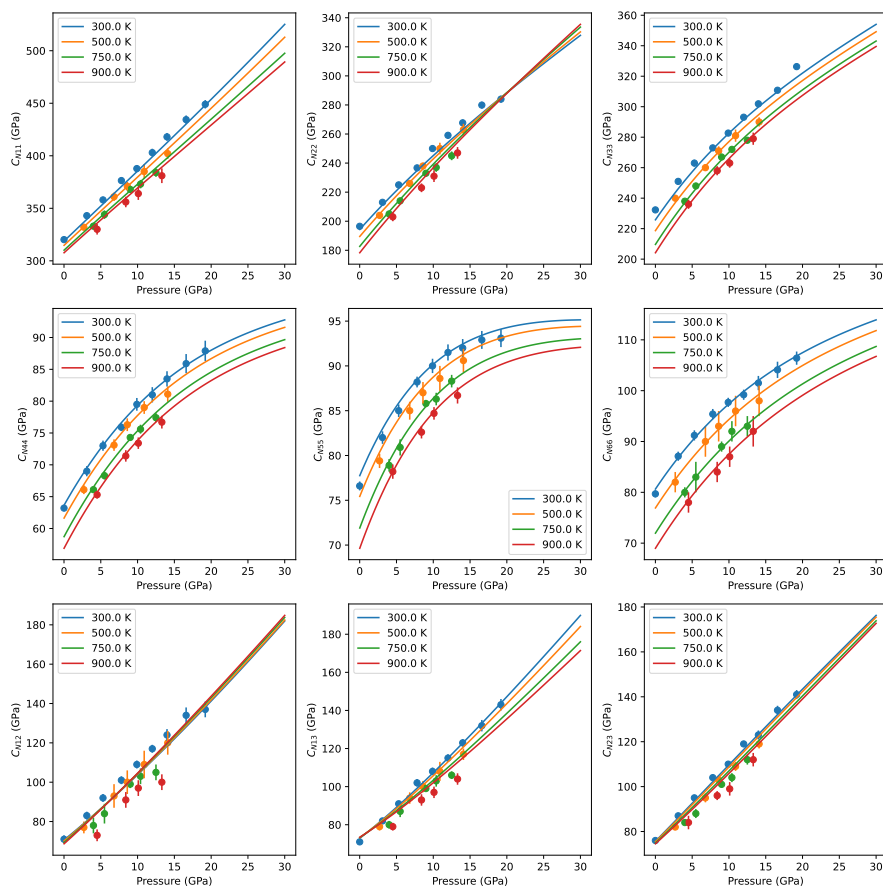 500
450
400
350
300
C_N11 (GPa)
300.0 K
500.0 K
750.0 K
900.0 K
0 5 10 15 20 25 30
Pressure (GPa)
340
320
300
280
260
240
220
200
180
C_N22 (GPa)
300.0 K
500.0 K
750.0 K
900.0 K
0 5 10 15 20 25 30
Pressure (GPa)
360
340
320
300
280
260
240
220
200
C_N33 (GPa)
300.0 K
500.0 K
750.0 K
900.0 K
0 5 10 15 20 25 30
Pressure (GPa)
90
85
80
75
70
65
60
C_N44 (GPa)
300.0 K
500.0 K
750.0 K
900.0 K
0 5 10 15 20 25 30
Pressure (GPa)
95
90
85
80
75
70
C_N55 (GPa)
300.0 K
500.0 K
750.0 K
900.0 K
0 5 10 15 20 25 30
Pressure (GPa)
110
100
90
80
70
C_N66 (GPa)
300.0 K
500.0 K
750.0 K
900.0 K
0 5 10 15 20 25 30
Pressure (GPa)
180
160
140
120
100
80
C_N12 (GPa)
300.0 K
500.0 K
750.0 K
900.0 K
0 5 10 15 20 25 30
Pressure (GPa)
180
160
140
120
100
80
C_N13 (GPa)
300.0 K
500.0 K
750.0 K
900.0 K
0 5 10 15 20 25 30
Pressure (GPa)
180
160
140
120
100
80
C_N23 (GPa)
300.0 K
500.0 K
750.0 K
900.0 K
0 5 10 15 20 25 30
Pressure (GPa)